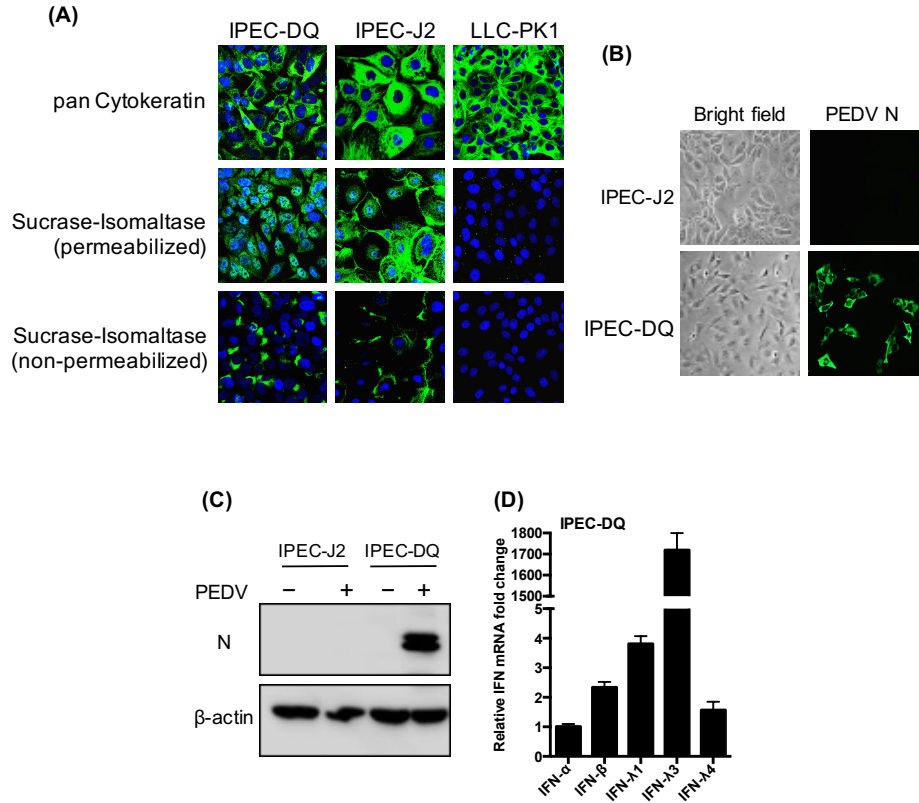 (A)
IPEC-DQ IPEC-J2 LLC-PK1
pan Cytokeratin
Sucrase-Isomaltase
(permeabilized)
Sucrase-Isomaltase
(non-permeabilized)
(B)
Bright field PEDV N
IPEC-J2
IPEC-DQ
(C)
IPEC-J2 IPEC-DQ
PEDV – + – +
N
β-actin
(D)
IPEC-DQ
Relative IFN mRNA fold change
1800
1700
1600
1500
5
4
3
2
1
0
IFN-α IFN-β IFN-λ1 IFN-λ3 IFN-λ4